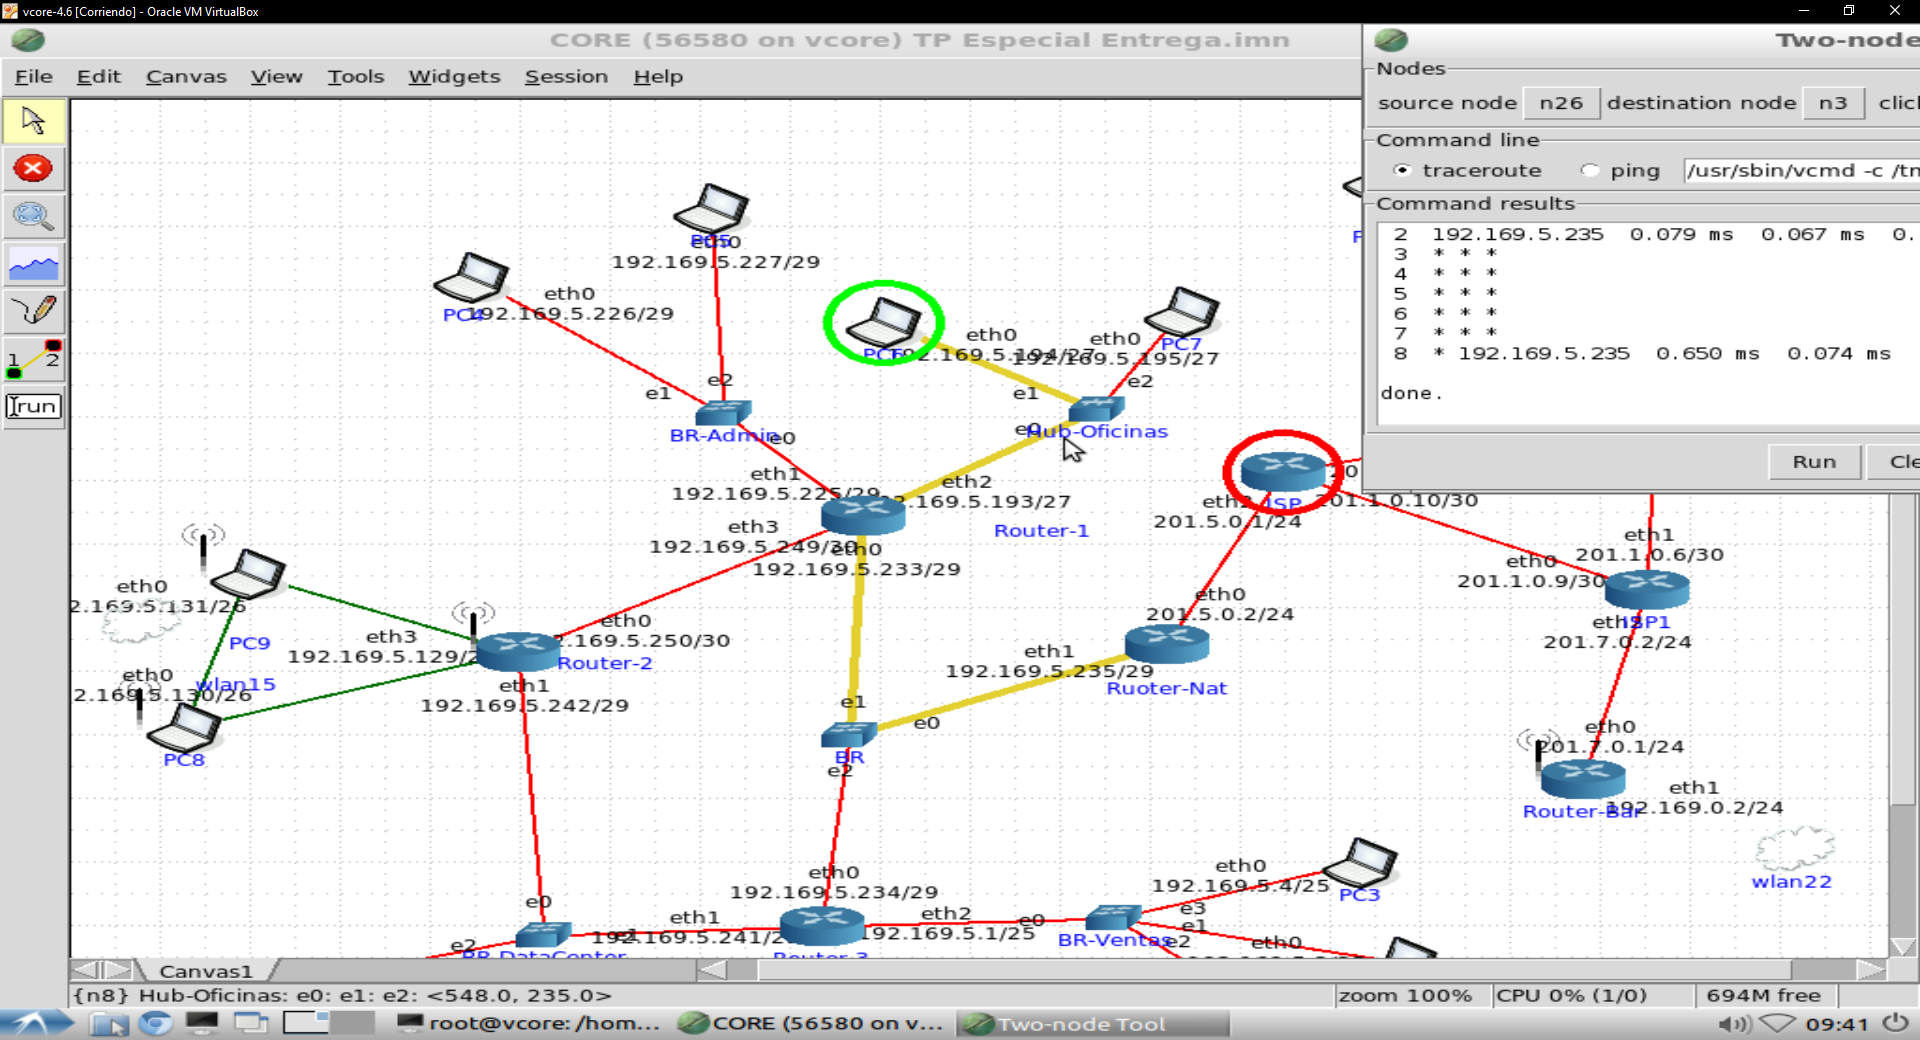 vcore-4.6 [Corriendo] - Oracle VM VirtualBox
CORE (56580 on vcore) TP Especial Entrega.imn
File Edit Canvas View Tools Widgets Session Help
Two-node
Nodes
source node n26 destination node n3 clic
Command line
traceroute ping /usr/sbin/vcmd -c /tm
Command results
2 192.169.5.235 0.079 ms 0.067 ms 0.
3 * * *
4 * * *
5 * * *
6 * * *
7 * * *
8 * 192.169.5.235 0.650 ms 0.074 ms
done.
Run Cle
1 2
run
PC5
eth0
192.169.5.227/29
eth0
192.169.5.226/29
PC4
e2
e1
BR-Admin
e0
eth0
PC6
eth0
192.169.5.195/27
PC7
e1
e2
e0
Hub-Oficinas
eth1
192.169.5.225/29
eth2
.169.5.193/27
Router-1
eth3
192.169.5.249/30
eth0
192.169.5.233/29
ISP
201.5.0.1/24
201.1.0.10/30
eth1
201.1.0.6/30
eth0
201.1.0.9/30
ISP1
201.7.0.2/24
eth0
201.5.0.2/24
eth1
192.169.5.235/29
Ruoter-Nat
eth0
2.169.5.131/26
PC9
eth3
192.169.5.129/2
eth0
.169.5.250/30
Router-2
eth0
2.169.5.130/26
wlan15
PC8
eth1
192.169.5.242/29
e1
e0
BR
e2
eth0
201.7.0.1/24
eth1
192.169.0.2/24
Router-Bar
wlan22
eth0
192.169.5.234/29
e0
eth1
192.169.5.241/2
e2
BR-DataCenter
Router-3
eth2
192.169.5.1/25
e0
BR-Ventas
e3
e1
e2
eth0
192.169.5.4/25
PC3
eth0
Canvas1
{n8} Hub-Oficinas: e0: e1: e2: <548.0, 235.0>
zoom 100% CPU 0% (1/0) 694M free
root@vcore: /hom... CORE (56580 on v... Two-node Tool
09:41